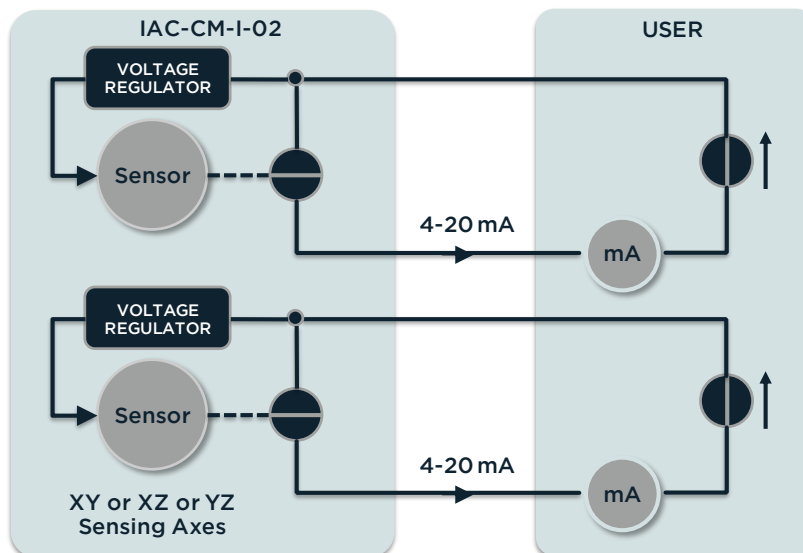 IAC-CM-I-02
USER
VOLTAGE
REGULATOR
Sensor
4-20 mA
mA
VOLTAGE
REGULATOR
Sensor
4-20 mA
mA
XY or XZ or YZ
Sensing Axes